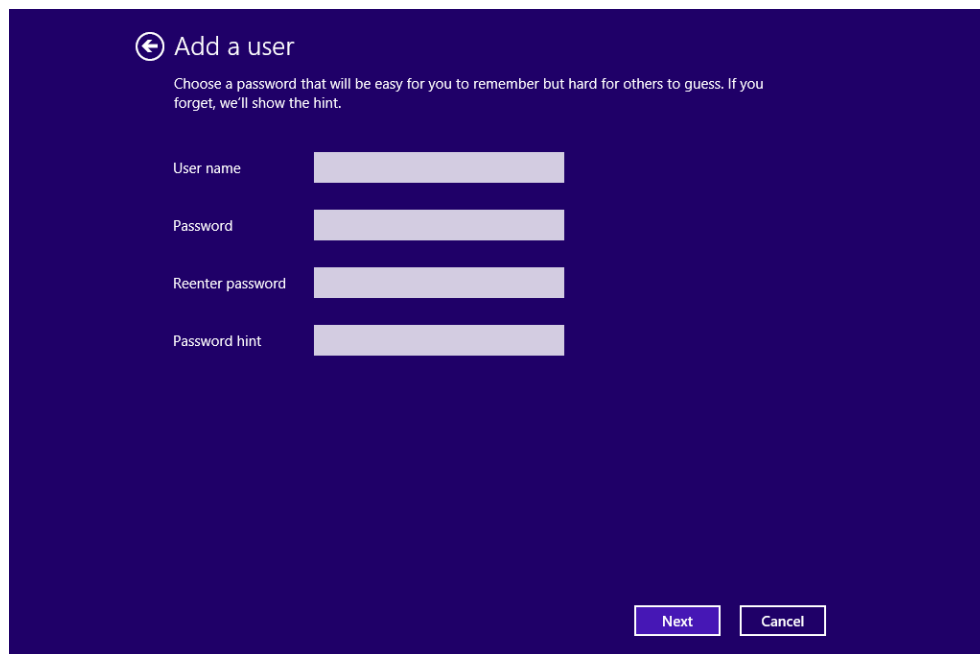 Add a user
Choose a password that will be easy for you to remember but hard for others to guess. If you
forget, we'll show the hint.
User name
Password
Reenter password
Password hint
Next
Cancel